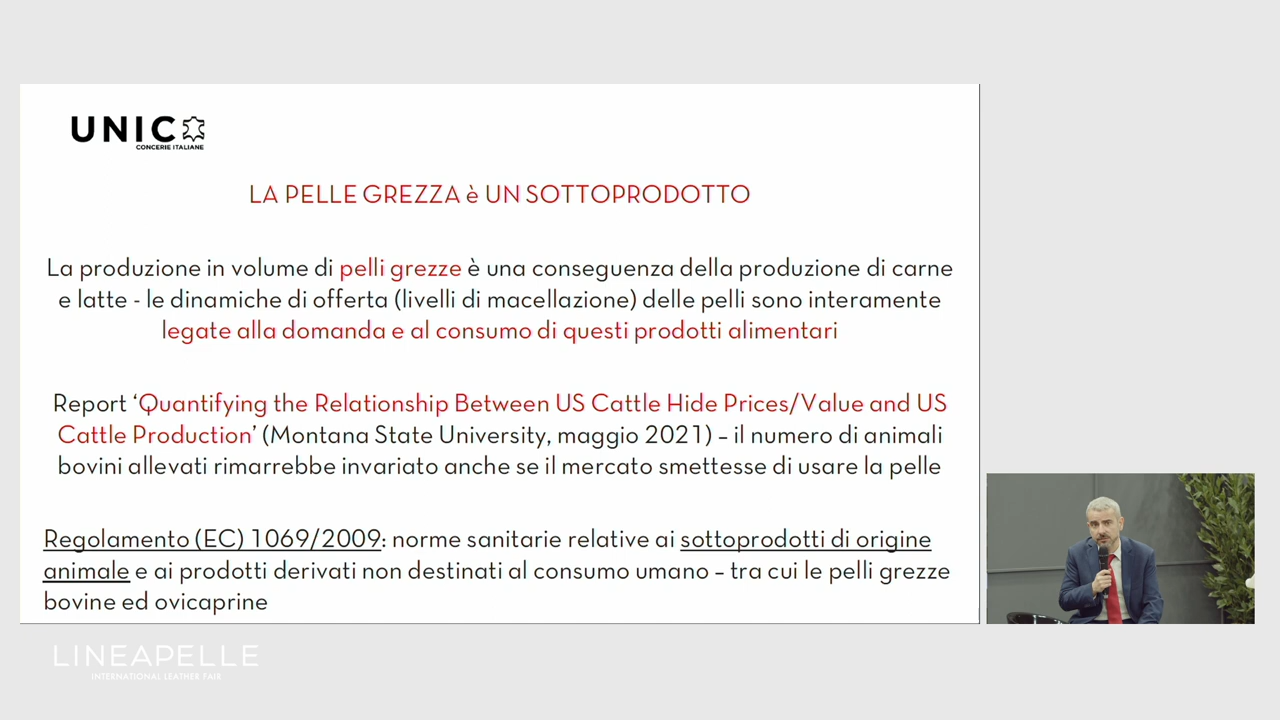 UNIC
CONCERIE ITALIANE
LA PELLE GREZZA è UN SOTTOPRODOTTO
La produzione in volume di pelli grezze è una conseguenza della produzione di carne
e latte - le dinamiche di offerta (livelli di macellazione) delle pelli sono interamente
legate alla domanda e al consumo di questi prodotti alimentari
Report ‘Quantifying the Relationship Between US Cattle Hide Prices/Value and US
Cattle Production’ (Montana State University, maggio 2021) – il numero di animali
bovini allevati rimarrebbe invariato anche se il mercato smettesse di usare la pelle
Regolamento (EC) 1069/2009: norme sanitarie relative ai sottoprodotti di origine
animale e ai prodotti derivati non destinati al consumo umano – tra cui le pelli grezze
bovine ed ovicaprine
LINEAPELLE
INTERNATIONAL LEATHER FAIR